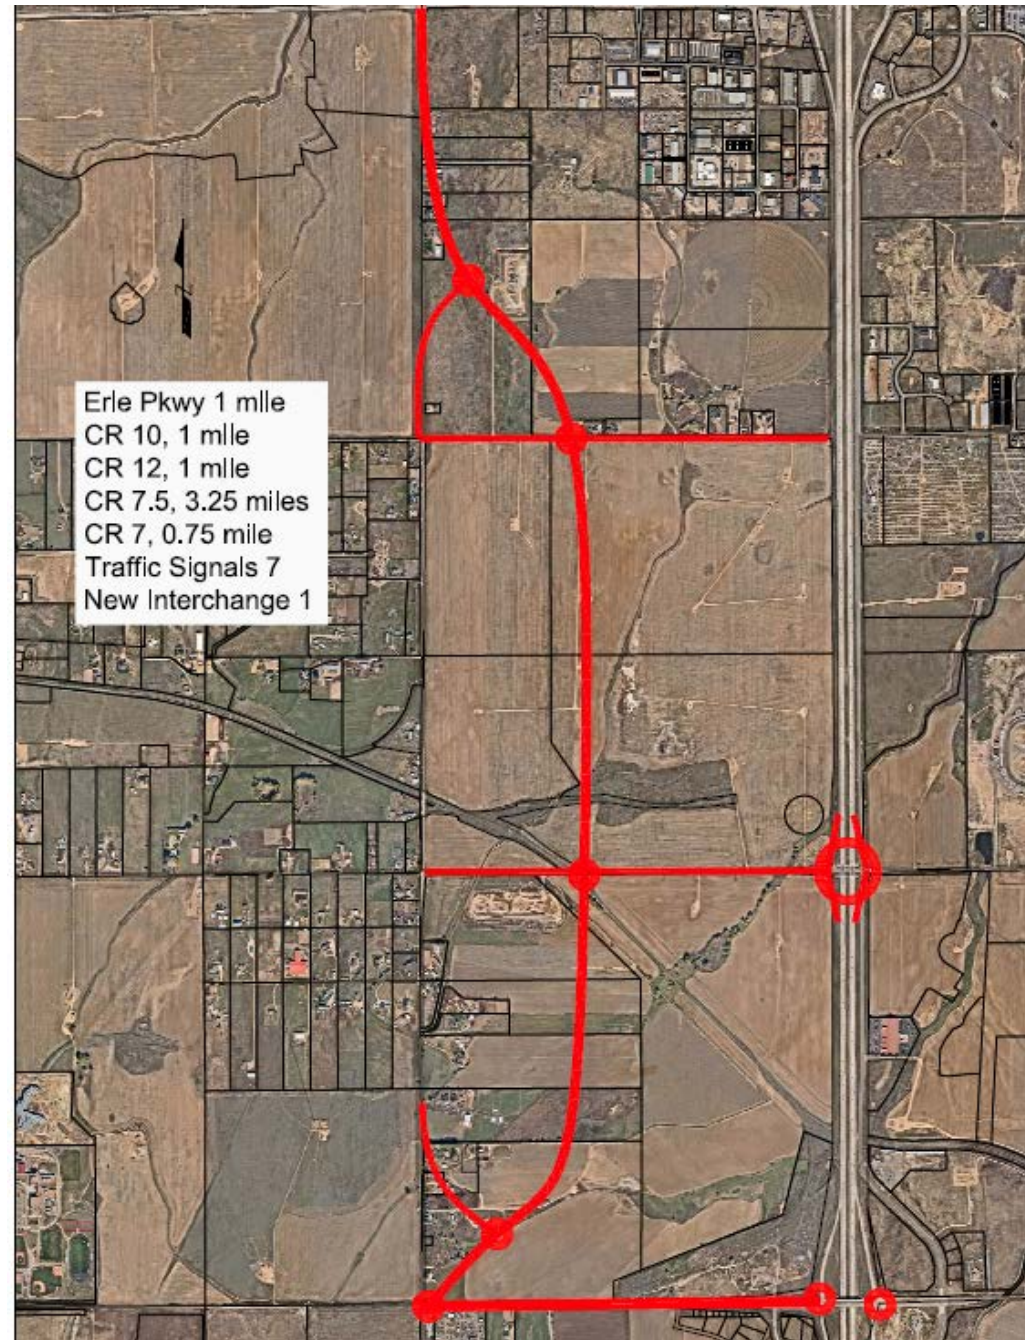 Erle Pkwy 1 mlle
CR 10, 1 mlle
CR 12, 1 mlle
CR 7.5, 3.25 miles
CR 7, 0.75 mile
Traffic Signals 7
New Interchange 1